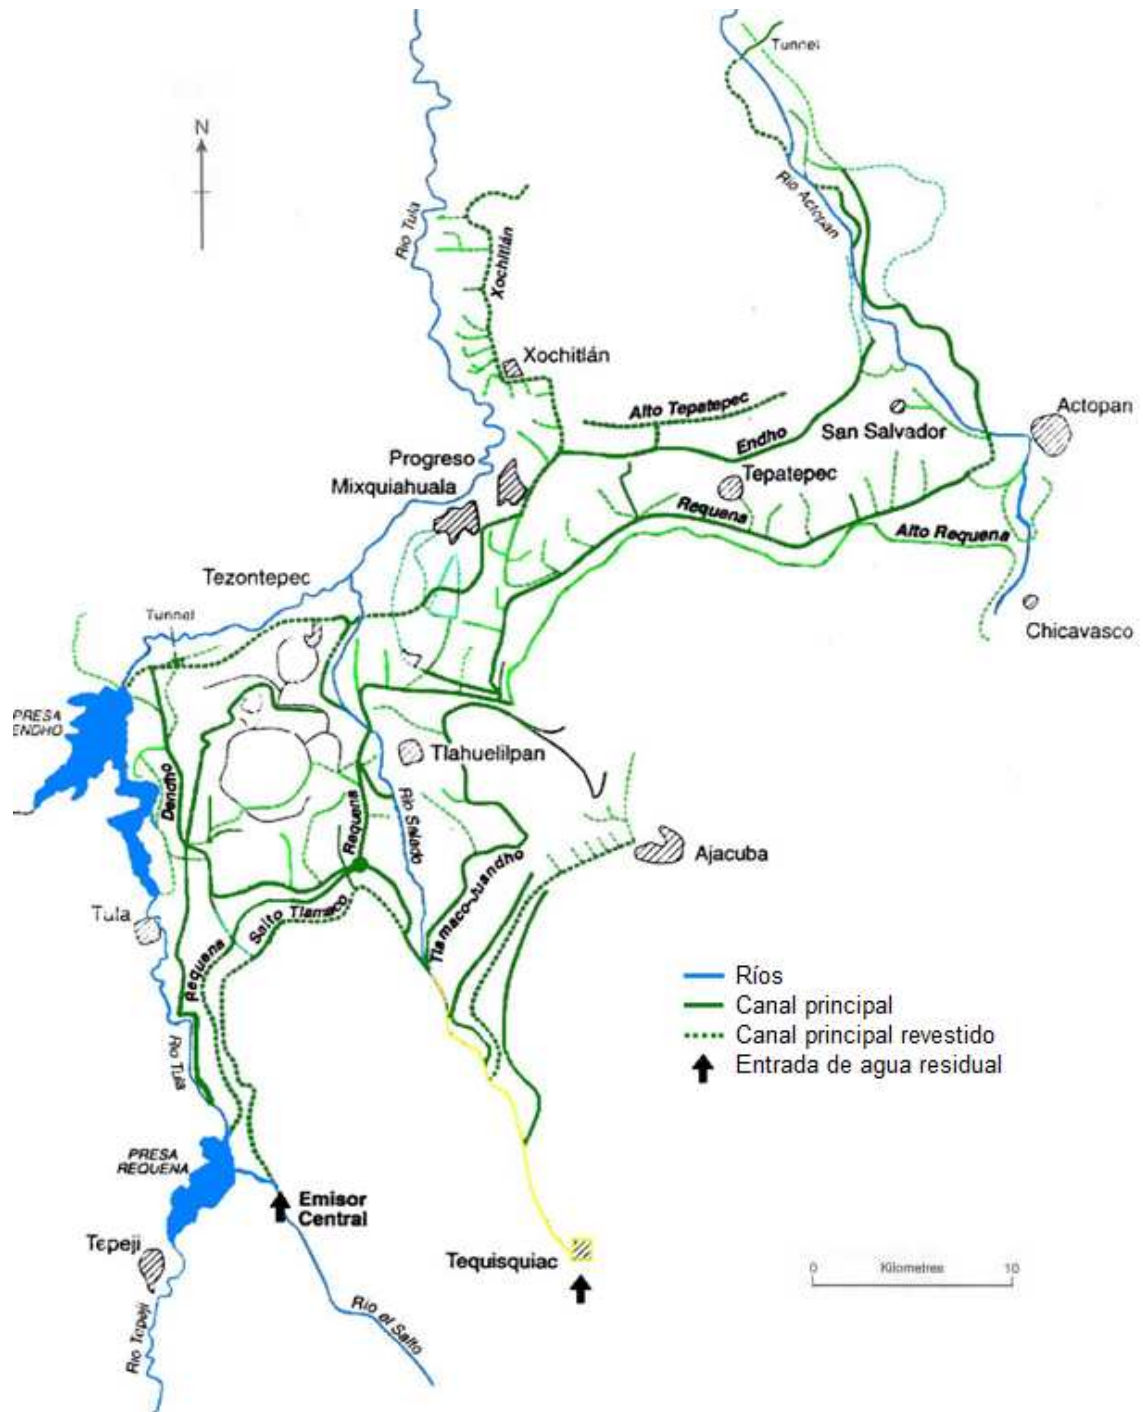 Tunnel
N
Río Actopan
Río Tula
Xochitlán
Xochitlán
Alto Tepatepec
Actopan
Endho
San Salvador
Progreso
Mixquiahuala
Tepatepec
Requena
Alto Requena
Tezontepec
Tunnel
Chicavasco
PRESA
ENDHO
Tlahuelilpan
Dendho
Requena
Río Salado
Ajacuba
Tlamaco-Juandho
Tula
Salto Tlamaco
Requena
Ríos
Canal principal
Canal principal revestido
Entrada de agua residual
Río Tula
PRESA
REQUENA
Emisor
Central
Tepeji
Tequisquiac
0 Kilometres 10
Río Tepeji
Río el Salto